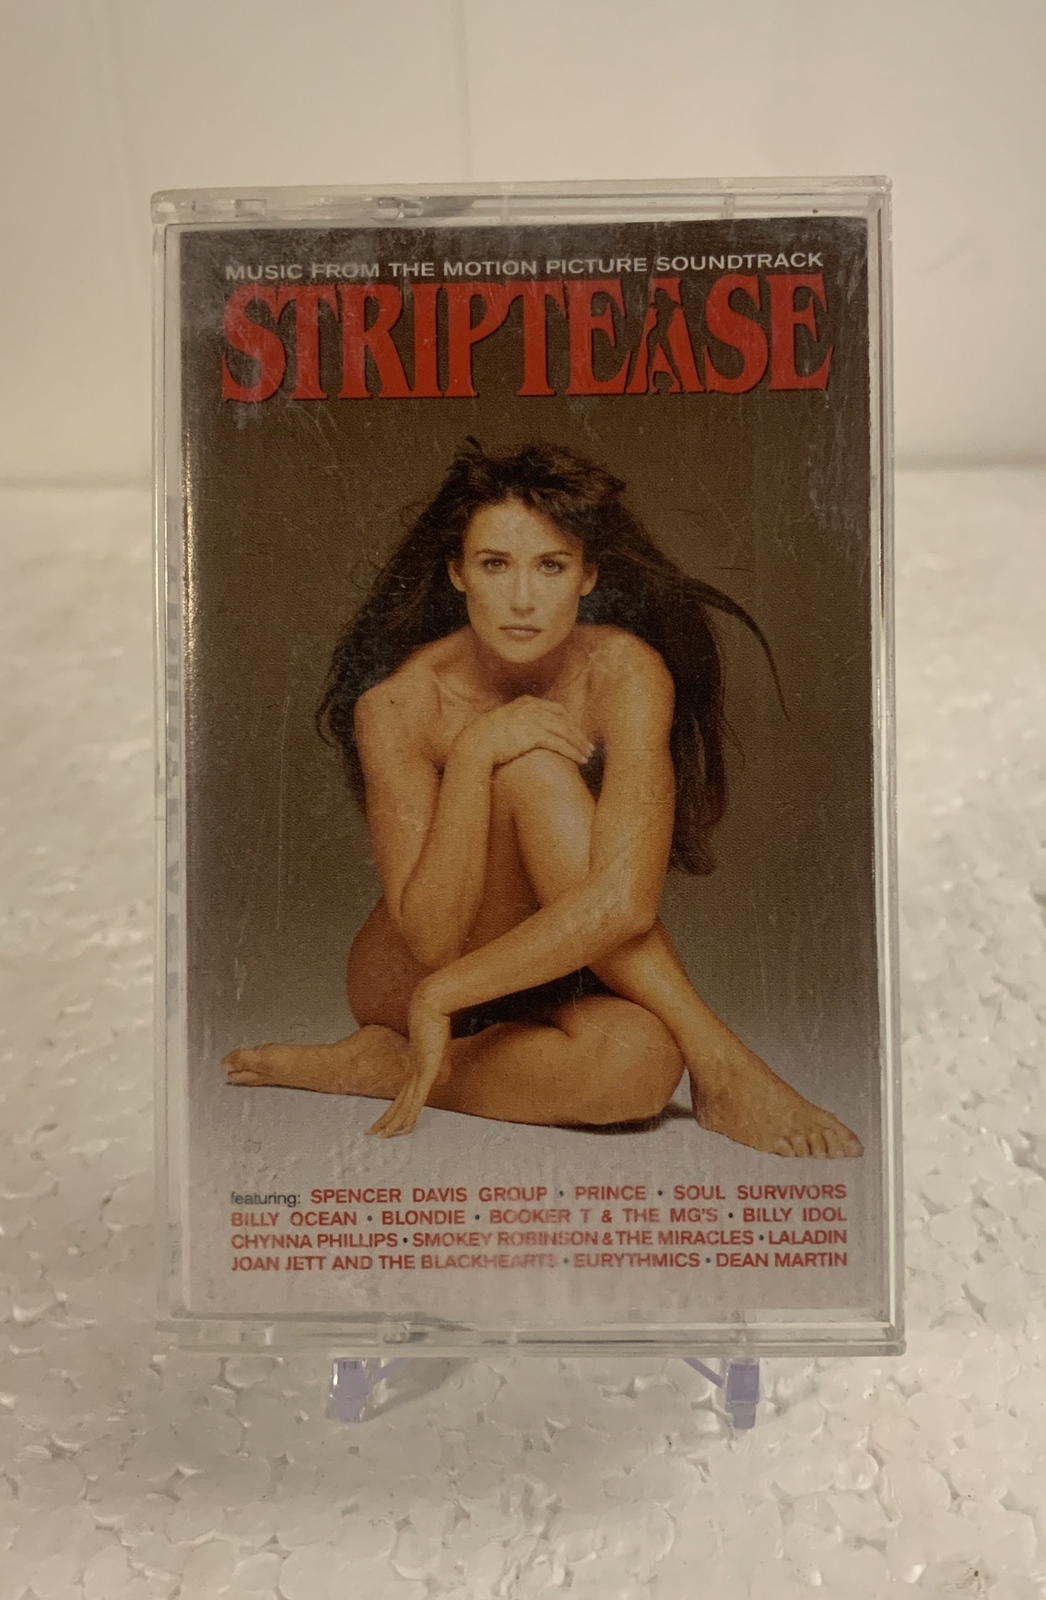 MUSIC FROM THE MOTION PICTURE SOUNDTRACK
STRIPTEASE
featuring: SPENCER DAVIS GROUP • PRINCE • SOUL SURVIVORS
BILLY OCEAN • BLONDIE • BOOKER T & THE MG'S • BILLY IDOL
CHYNNA PHILLIPS • SMOKEY ROBINSON & THE MIRACLES • LALADIN
JOAN JETT AND THE BLACKHEARTS • EURYTHMICS • DEAN MARTIN